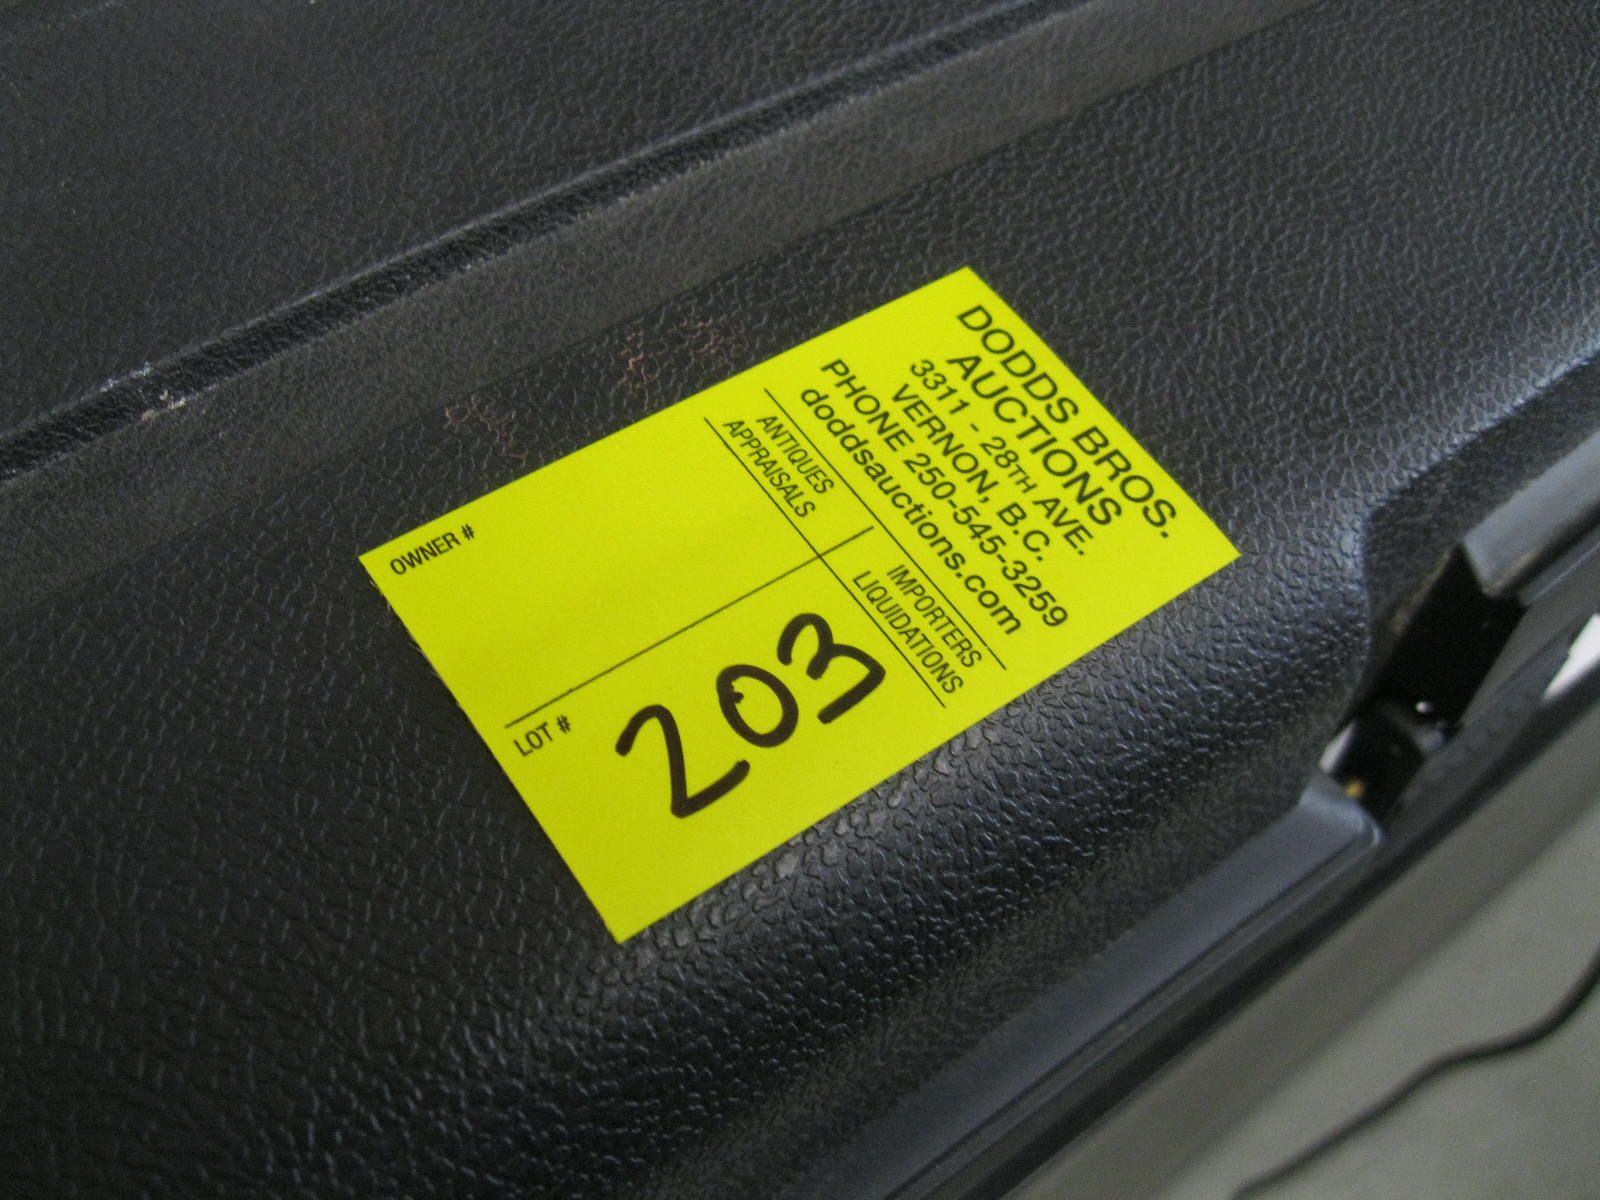 DODDS BROS.
AUCTIONS
3311 - 28TH AVE.
VERNON, B.C.
PHONE 250-545-3259
doddsauctions.com
ANTIQUES IMPORTERS
APPRAISALS LIQUIDATIONS
OWNER #
LOT #
203